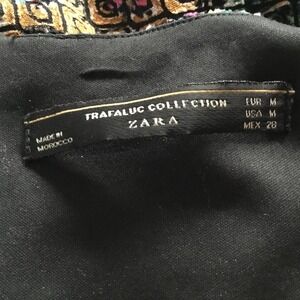 TRAFALUC COLLECTION
ZARA
MADE IN
MOROCCO
EUR M
USA M
MEX 28